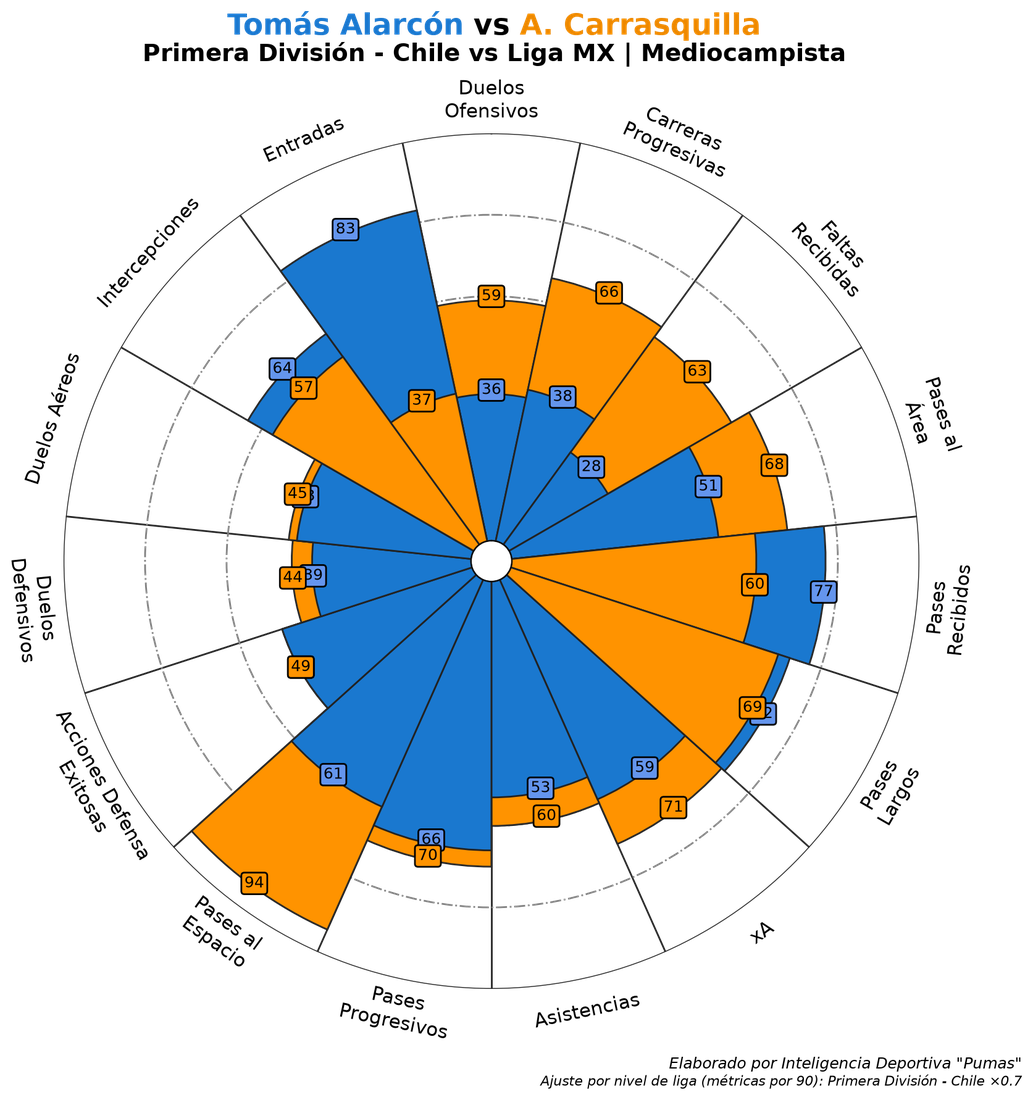 Tomás Alarcón vs A. Carrasquilla
Primera División - Chile vs Liga MX | Mediocampista
Duelos
Ofensivos
59
36
Carreras
Progresivas
66
38
Faltas
Recibidas
63
28
Pases al
Área
68
51
Pases
Recibidos
60
77
Pases
Largos
69
xA
59
71
Asistencias
53
60
Pases
Progresivos
66
70
Pases al
Espacio
61
94
Acciones Defensa
Exitosas
49
Duelos
Defensivos
44
39
Duelos Aéreos
45
Intercepciones
64
57
Entradas
83
37
Elaborado por Inteligencia Deportiva "Pumas"
Ajuste por nivel de liga (métricas por 90): Primera División - Chile ×0.7